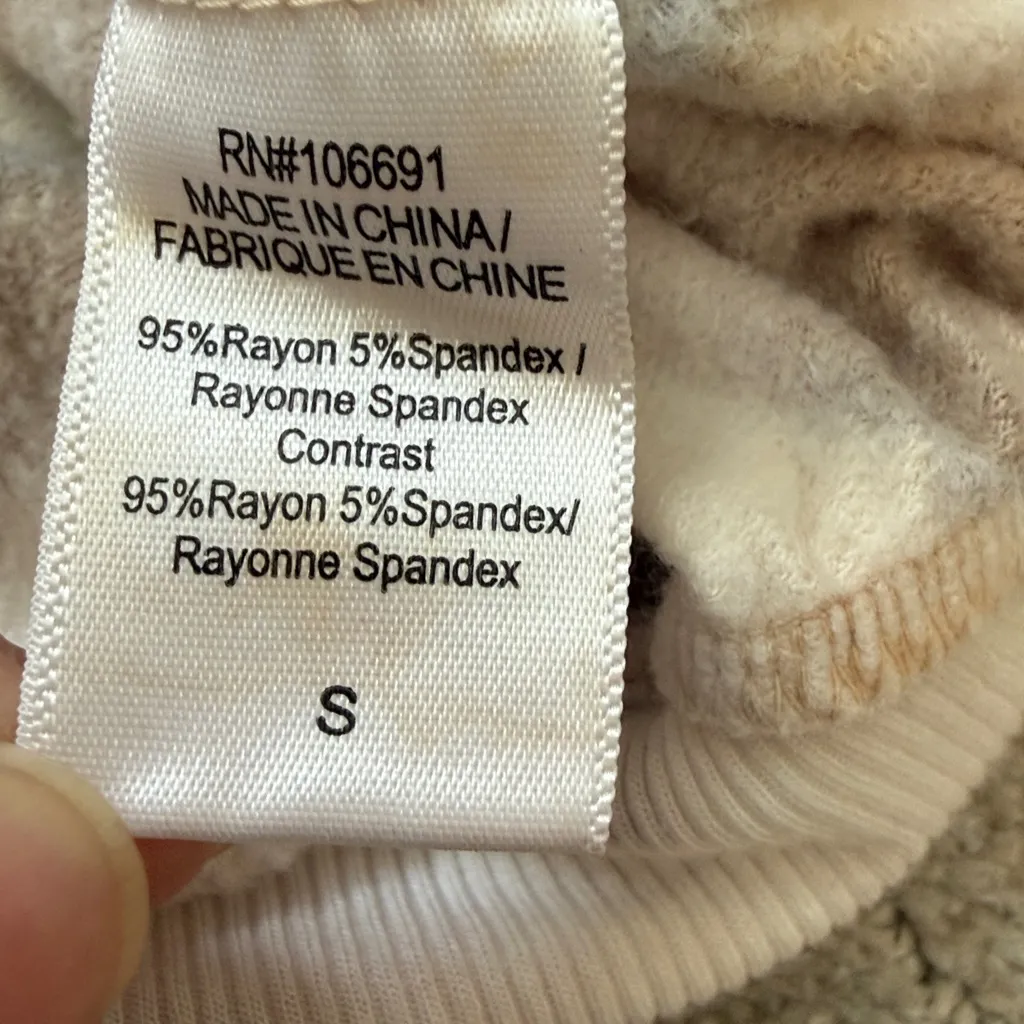 RN#106691
MADE IN CHINA/
FABRIQUE EN CHINE
95%Rayon 5%Spandex /
Rayonne Spandex
Contrast
95%Rayon 5%Spandex/
Rayonne Spandex
S